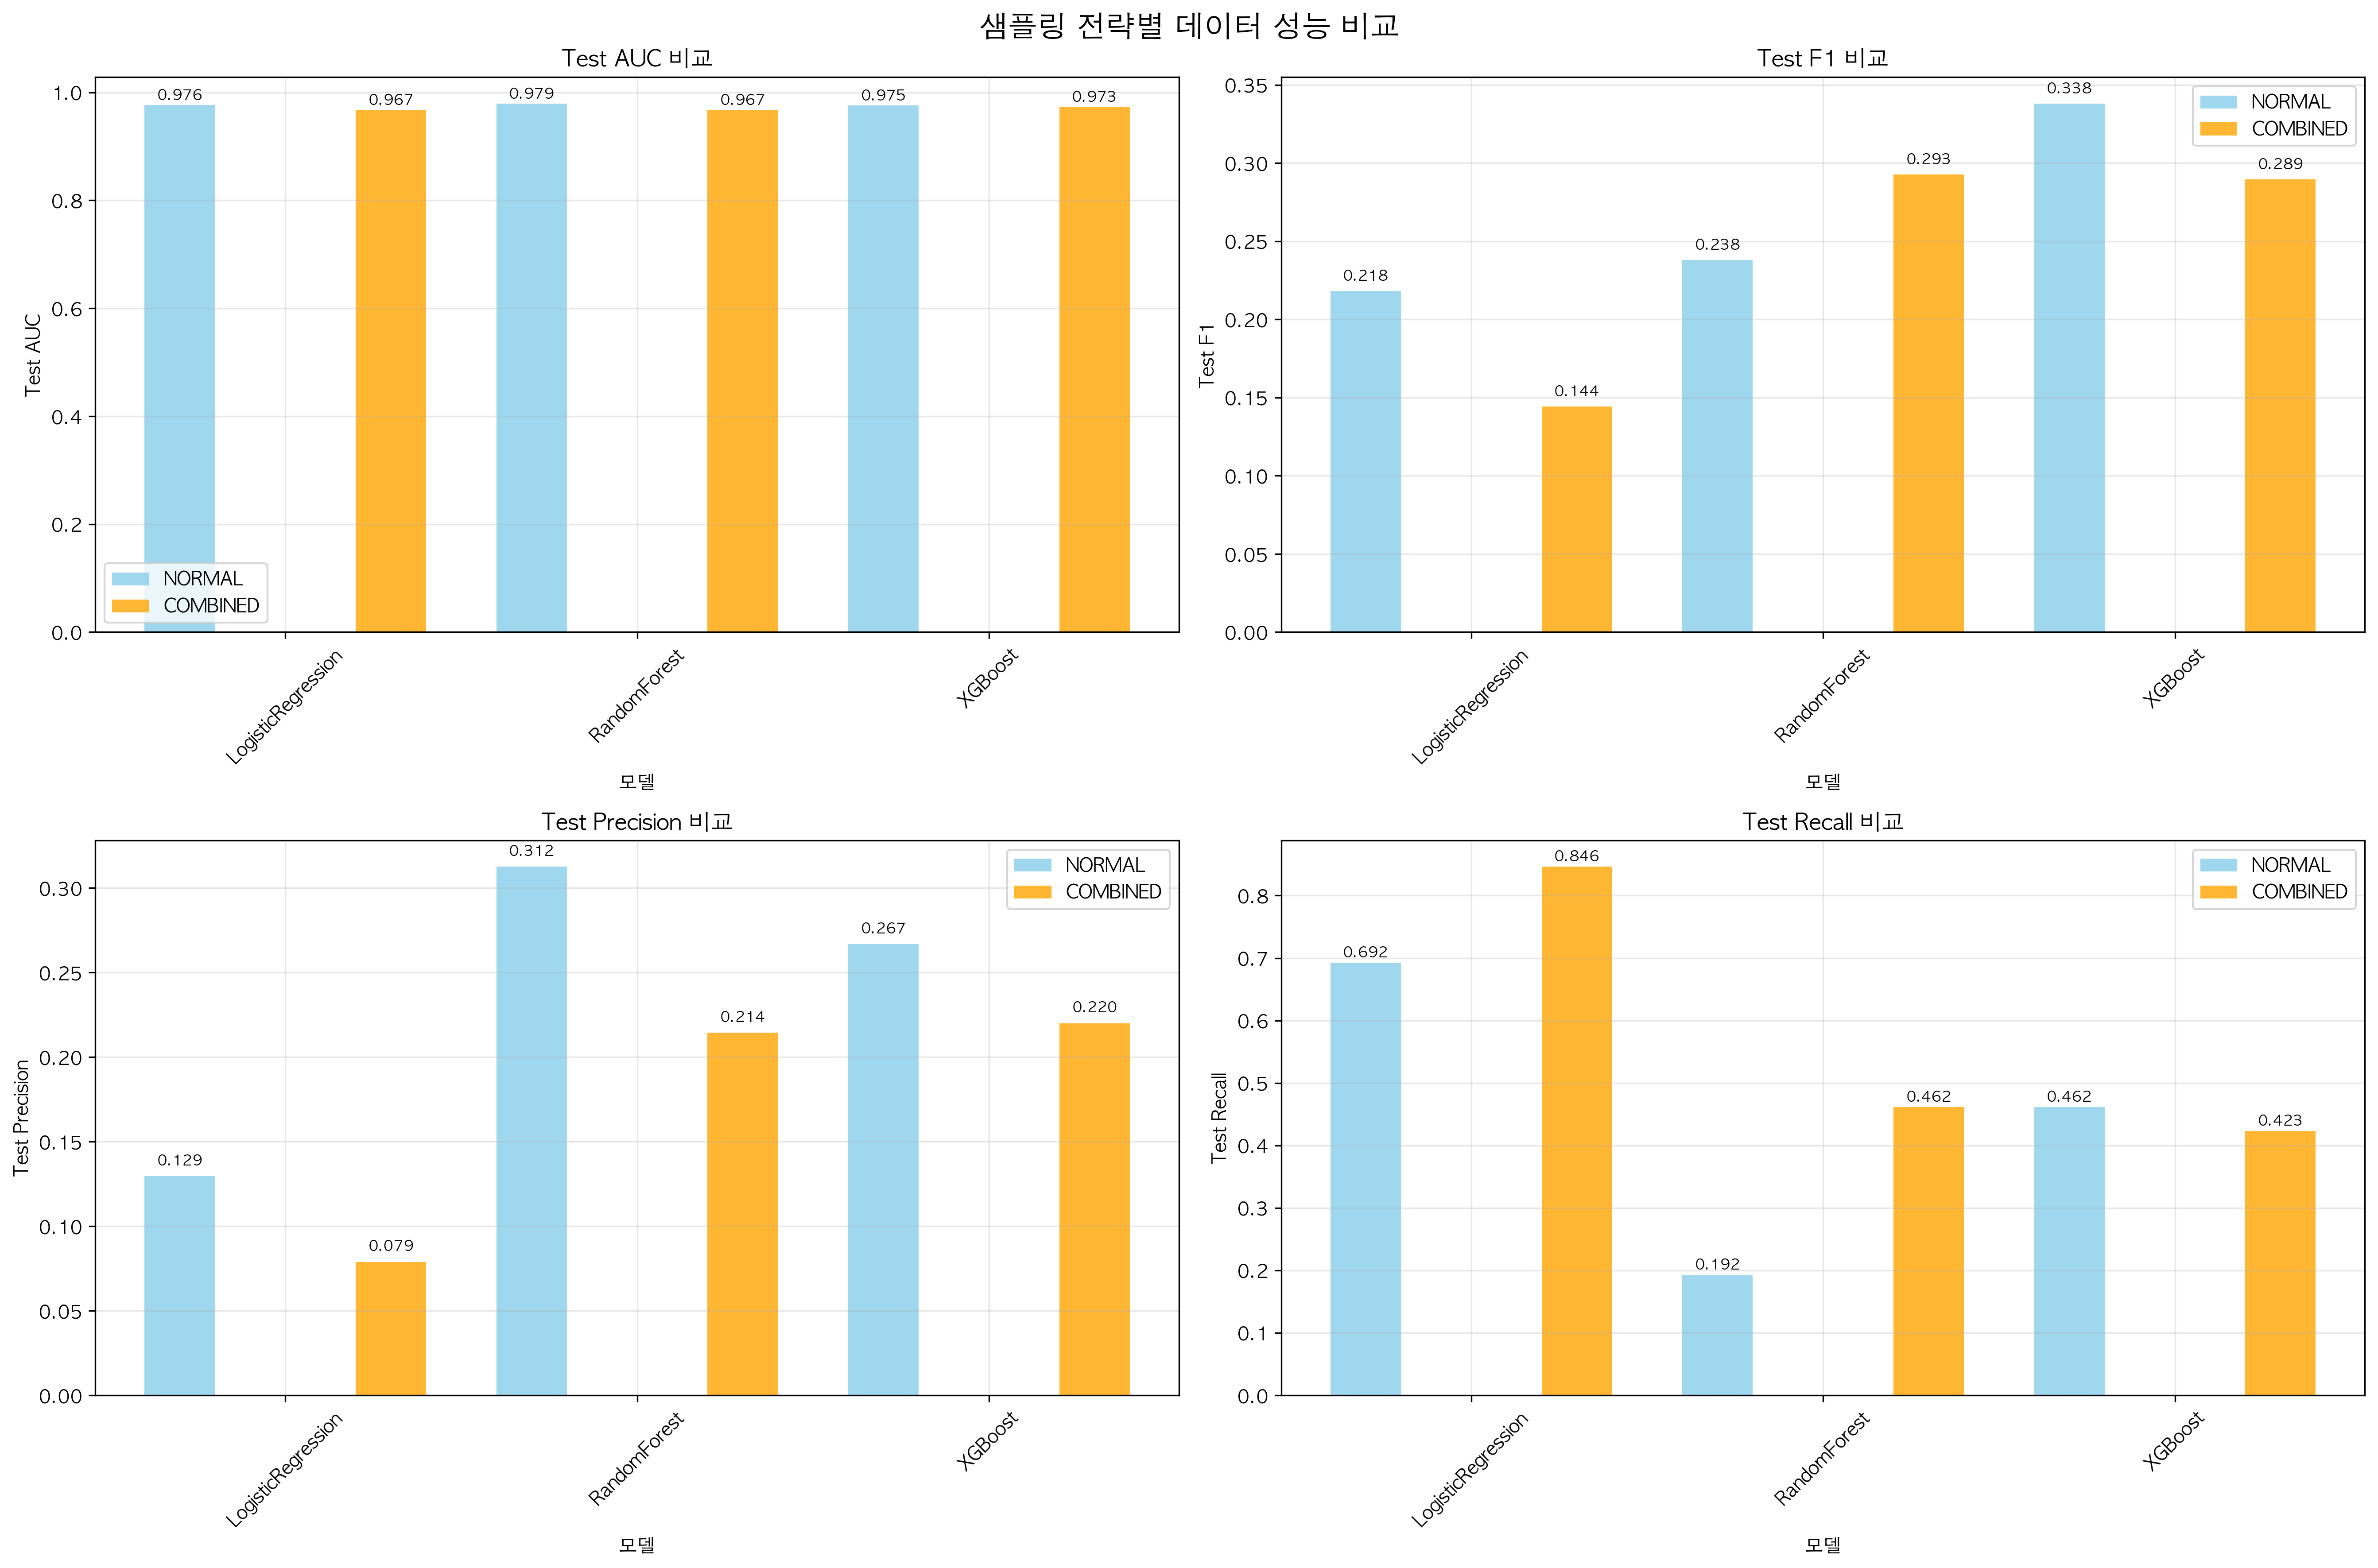 샘플링 전략별 데이터 성능 비교
Test AUC 비교
Test AUC
1.0
0.8
0.6
0.4
0.2
0.0
0.976
0.967
0.979
0.967
0.975
0.973
NORMAL
COMBINED
LogisticRegression
RandomForest
XGBoost
모델
Test F1 비교
Test F1
0.35
0.30
0.25
0.20
0.15
0.10
0.05
0.00
0.218
0.144
0.238
0.293
0.338
0.289
NORMAL
COMBINED
LogisticRegression
RandomForest
XGBoost
모델
Test Precision 비교
Test Precision
0.30
0.25
0.20
0.15
0.10
0.05
0.00
0.129
0.079
0.312
0.214
0.267
0.220
NORMAL
COMBINED
LogisticRegression
RandomForest
XGBoost
모델
Test Recall 비교
Test Recall
0.8
0.7
0.6
0.5
0.4
0.3
0.2
0.1
0.0
0.692
0.846
0.192
0.462
0.462
0.423
NORMAL
COMBINED
LogisticRegression
RandomForest
XGBoost
모델